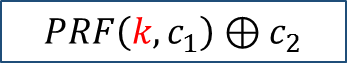 PRF(k, c₁) ⊕ c₂